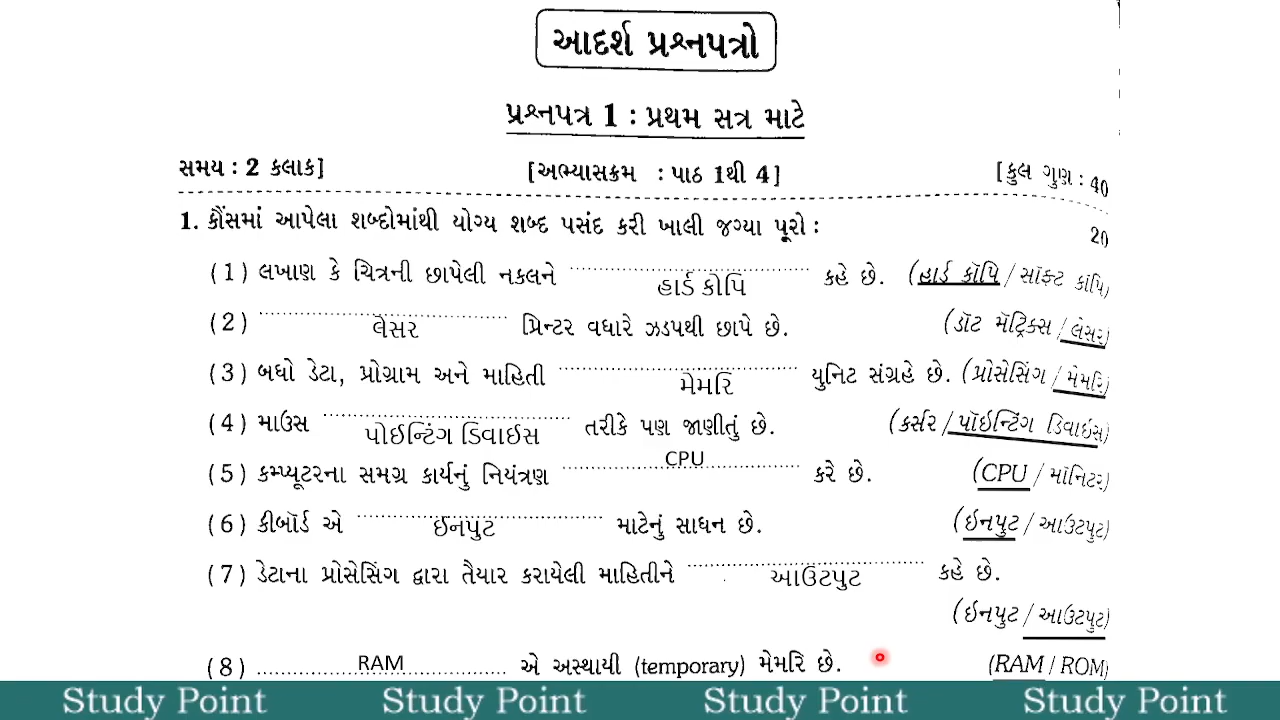 આદર્શ પ્રશ્નપત્રો
પ્રશ્નપત્ર 1 : પ્રથમ સત્ર માટે
સમય : 2 કલાક] [અભ્યાસક્રમ : પાઠ 1થી 4] [કુલ ગુણ : 40
1. કૌંસમાં આપેલા શબ્દોમાંથી યોગ્ય શબ્દ પસંદ કરી ખાલી જગ્યા પૂરો : 20
(1) લખાણ કે ચિત્રની છાપેલી નકલને હાર્ડ કોપિ કહે છે. (હાર્ડ કૉપિ / સૉફ્ટ કૉપિ)
(2) લેસર પ્રિન્ટર વધારે ઝડપથી છાપે છે. (ડૉટ મૅટ્રિક્સ / લેસર)
(3) બધો ડેટા, પ્રોગ્રામ અને માહિતી મેમરિ યુનિટ સંગ્રહે છે. (પ્રોસેસિંગ / મેમરિ)
(4) માઉસ પોઈન્ટિંગ ડિવાઈસ તરીકે પણ જાણીતું છે. (કર્સર / પૉઇન્ટિંગ ડિવાઇસ)
(5) કમ્પ્યૂટરના સમગ્ર કાર્યનું નિયંત્રણ CPU કરે છે. (CPU / મૉનિટર)
(6) કીબૉર્ડ એ ઈનપુટ માટેનું સાધન છે. (ઇનપુટ / આઉટપુટ)
(7) ડેટાના પ્રોસેસિંગ દ્વારા તૈયાર કરાયેલી માહિતીને આઉટપુટ કહે છે.
(ઇનપુટ / આઉટપુટ)
(8) RAM એ અસ્થાયી (temporary) મેમરિ છે. (RAM / ROM)
Study Point Study Point Study Point Study Point